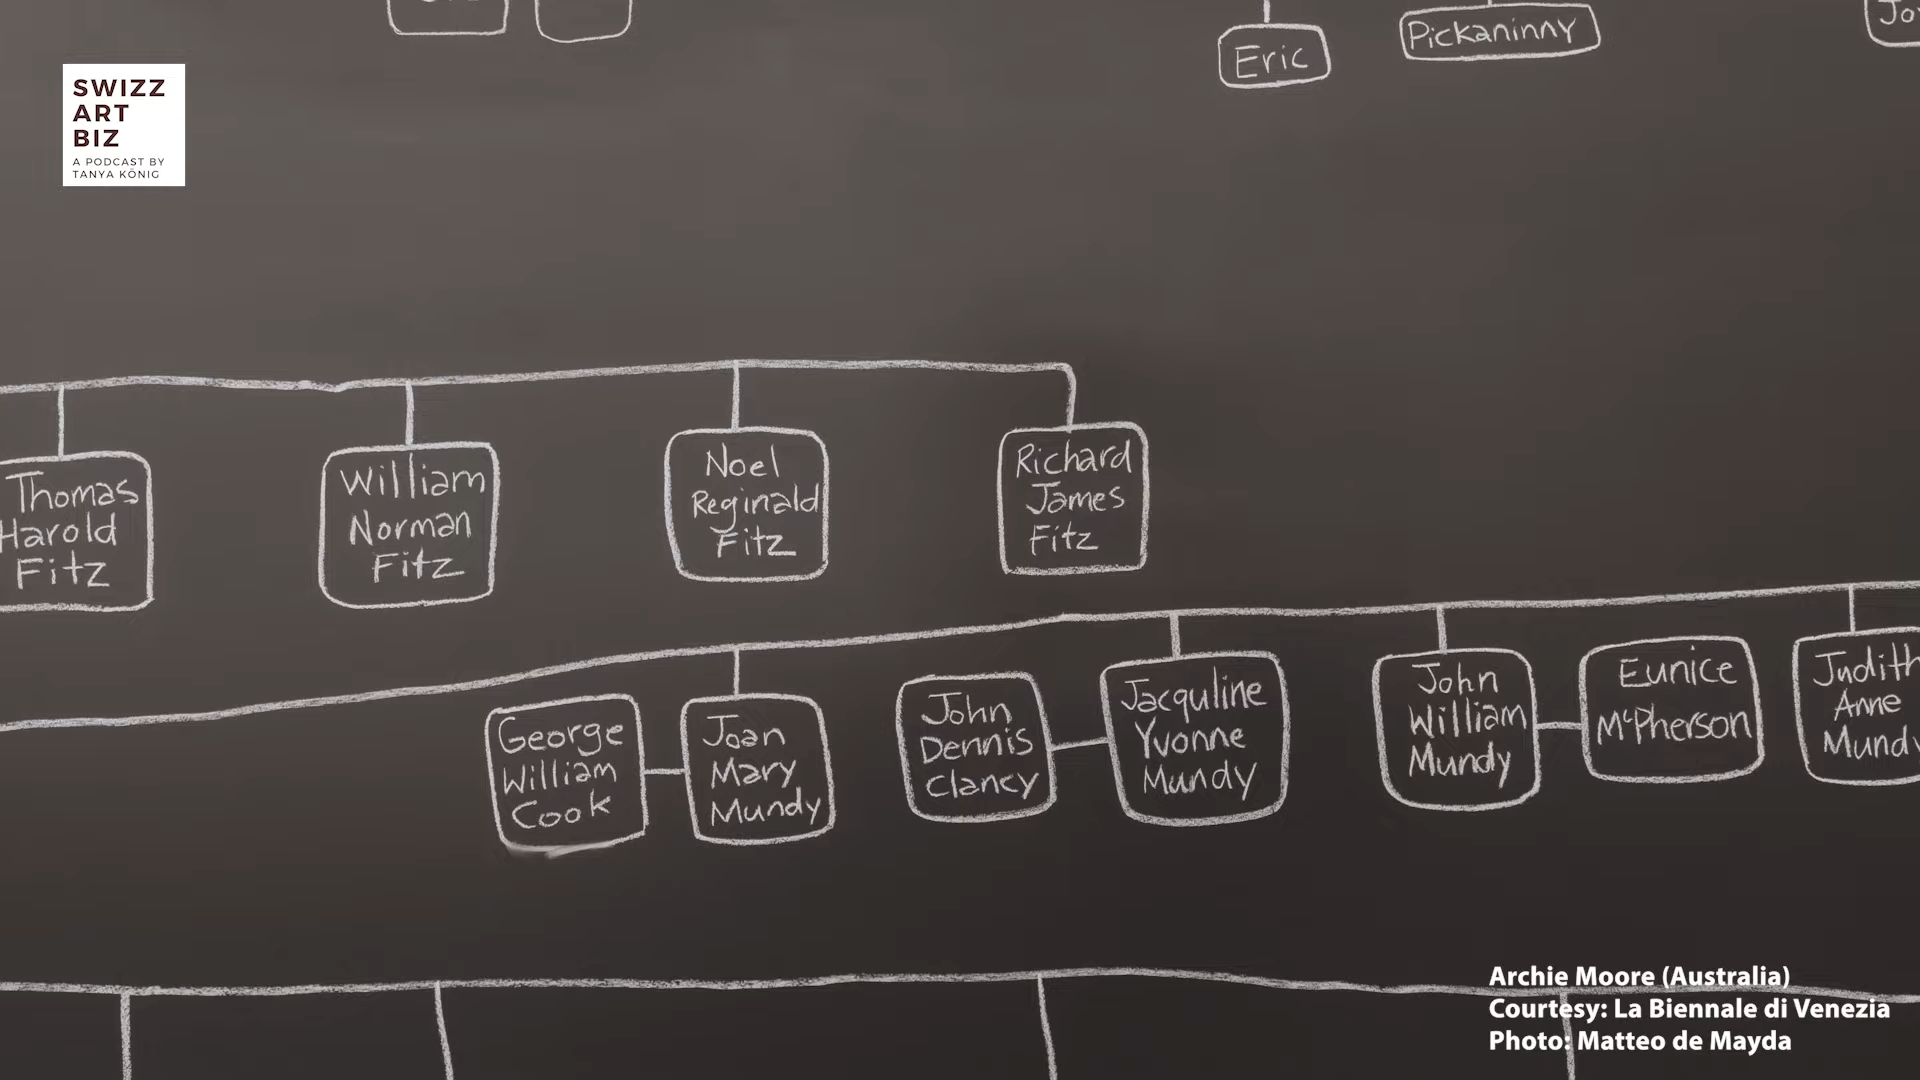 Eric
Pickaninny
SWIZZ
ART
BIZ
A PODCAST BY
TANYA KÖNIG
Thomas
Harold
Fitz
William
Norman
Fitz
Noel
Reginald
Fitz
Richard
James
Fitz
George
William
Cook
Joan
Mary
Mundy
John
Dennis
Clancy
Jacquline
Yvonne
Mundy
John
William
Mundy
Eunice
McPherson
Judith
Anne
Mundy
Archie Moore (Australia)
Courtesy: La Biennale di Venezia
Photo: Matteo de Mayda